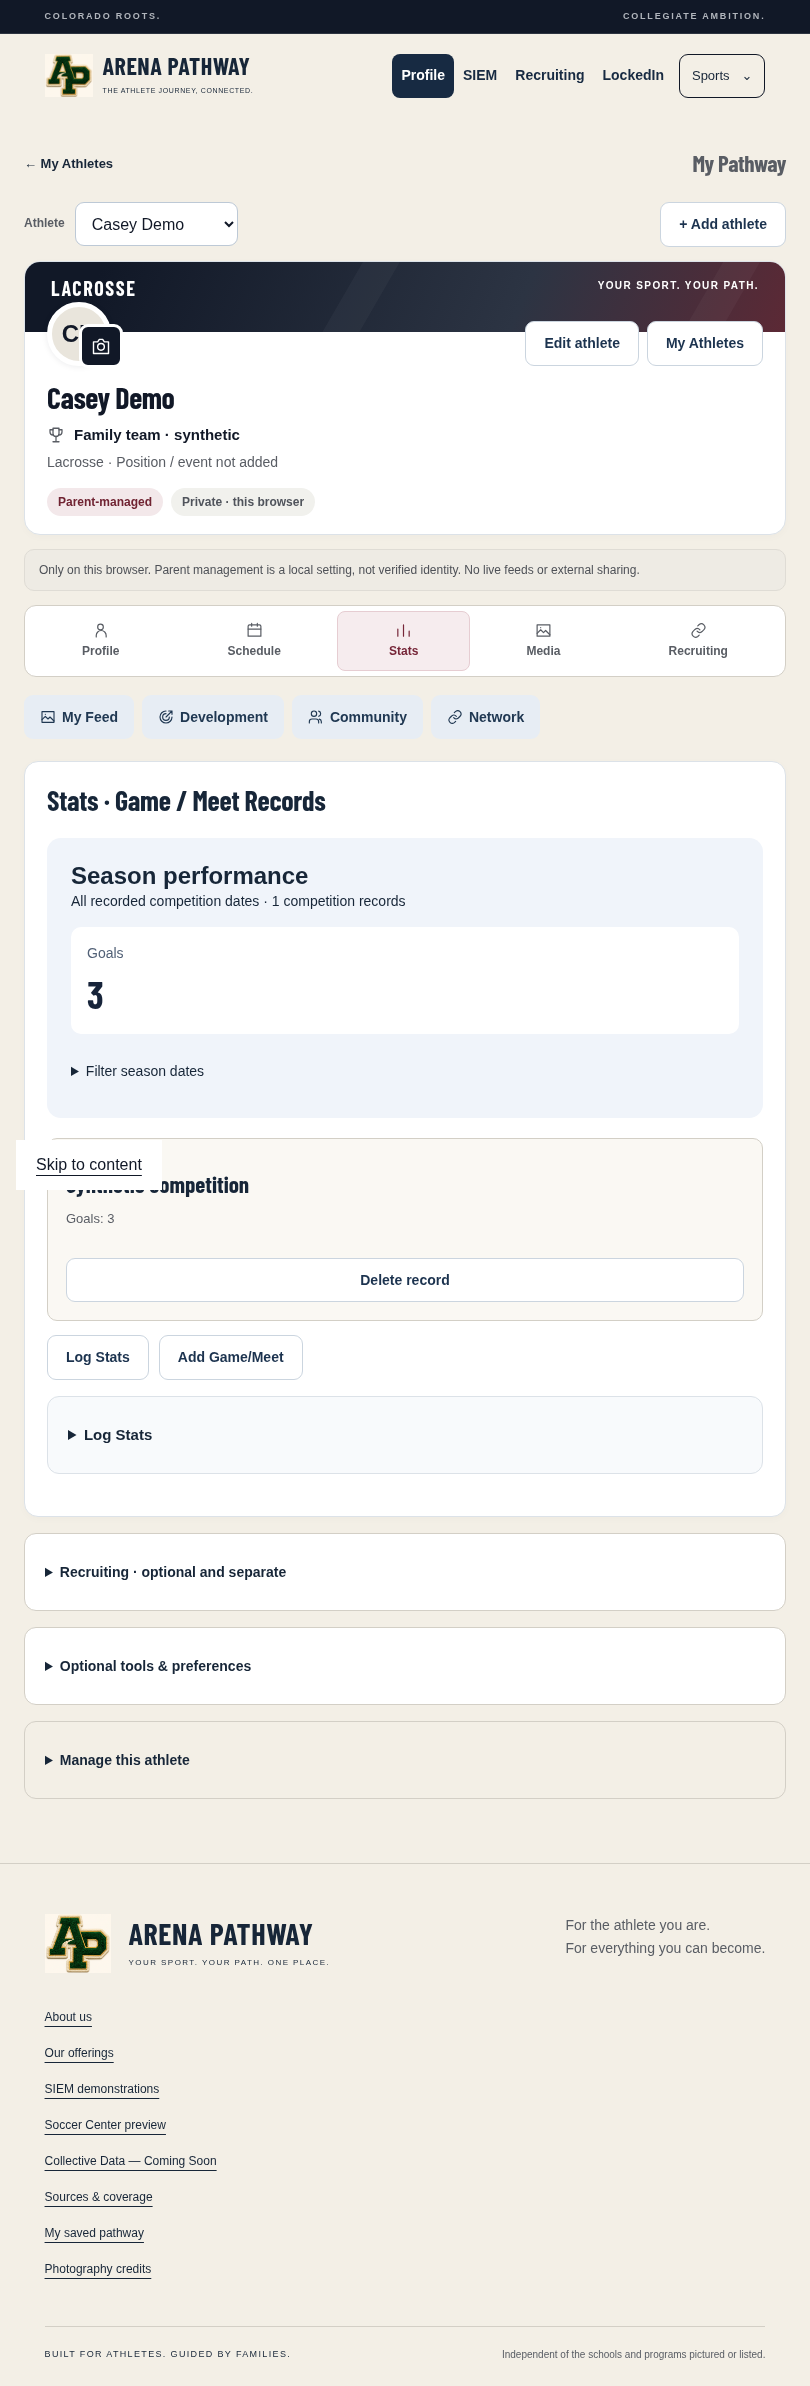 COLORADO ROOTS.
COLLEGIATE AMBITION.
AP
ARENA PATHWAY
THE ATHLETE JOURNEY, CONNECTED.
Profile
SIEM
Recruiting
LockedIn
Sports
← My Athletes
My Pathway
Athlete
Casey Demo
+ Add athlete
LACROSSE
YOUR SPORT. YOUR PATH.
Edit athlete
My Athletes
Casey Demo
Family team · synthetic
Lacrosse · Position / event not added
Parent-managed
Private · this browser
Only on this browser. Parent management is a local setting, not verified identity. No live feeds or external sharing.
Profile
Schedule
Stats
Media
Recruiting
My Feed
Development
Community
Network
Stats · Game / Meet Records
Season performance
All recorded competition dates · 1 competition records
Goals
3
Filter season dates
Skip to content
Goals: 3
Delete record
Log Stats
Add Game/Meet
Log Stats
Recruiting · optional and separate
Optional tools & preferences
Manage this athlete
AP
ARENA PATHWAY
YOUR SPORT. YOUR PATH. ONE PLACE.
For the athlete you are.
For everything you can become.
About us
Our offerings
SIEM demonstrations
Soccer Center preview
Collective Data — Coming Soon
Sources & coverage
My saved pathway
Photography credits
BUILT FOR ATHLETES. GUIDED BY FAMILIES.
Independent of the schools and programs pictured or listed.